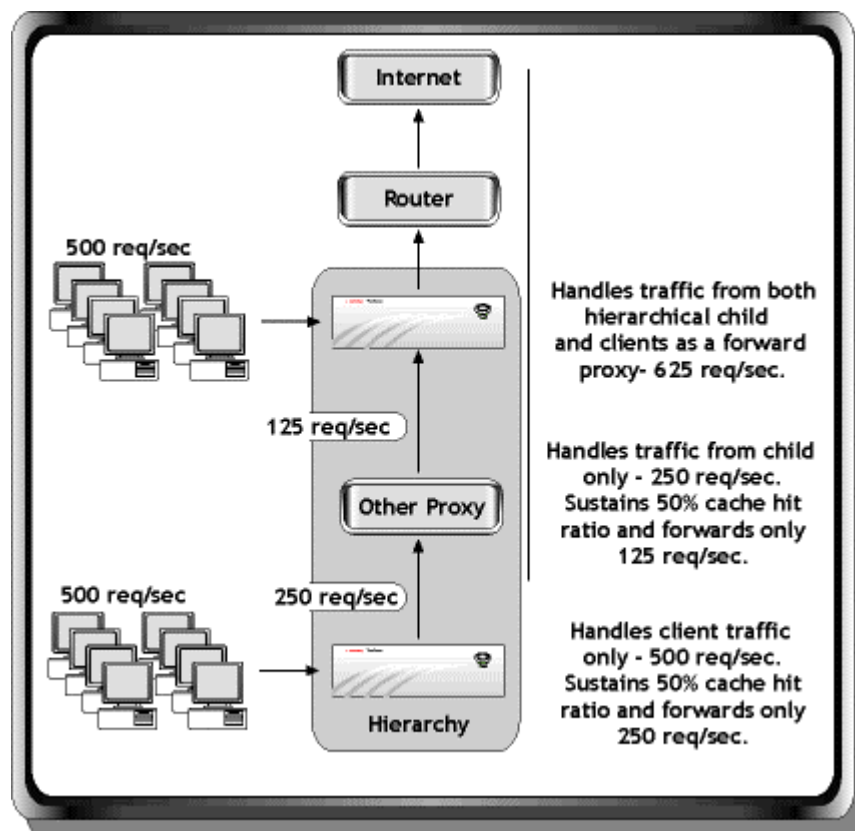 Internet
Router
500 req/sec
Handles traffic from both
hierarchical child
and clients as a forward
proxy- 625 req/sec.
125 req/sec
Handles traffic from child
only - 250 req/sec.
Sustains 50% cache hit
ratio and forwards only
125 req/sec.
Other Proxy
500 req/sec
250 req/sec
Handles client traffic
only - 500 req/sec.
Sustains 50% cache hit
ratio and forwards only
250 req/sec.
Hierarchy